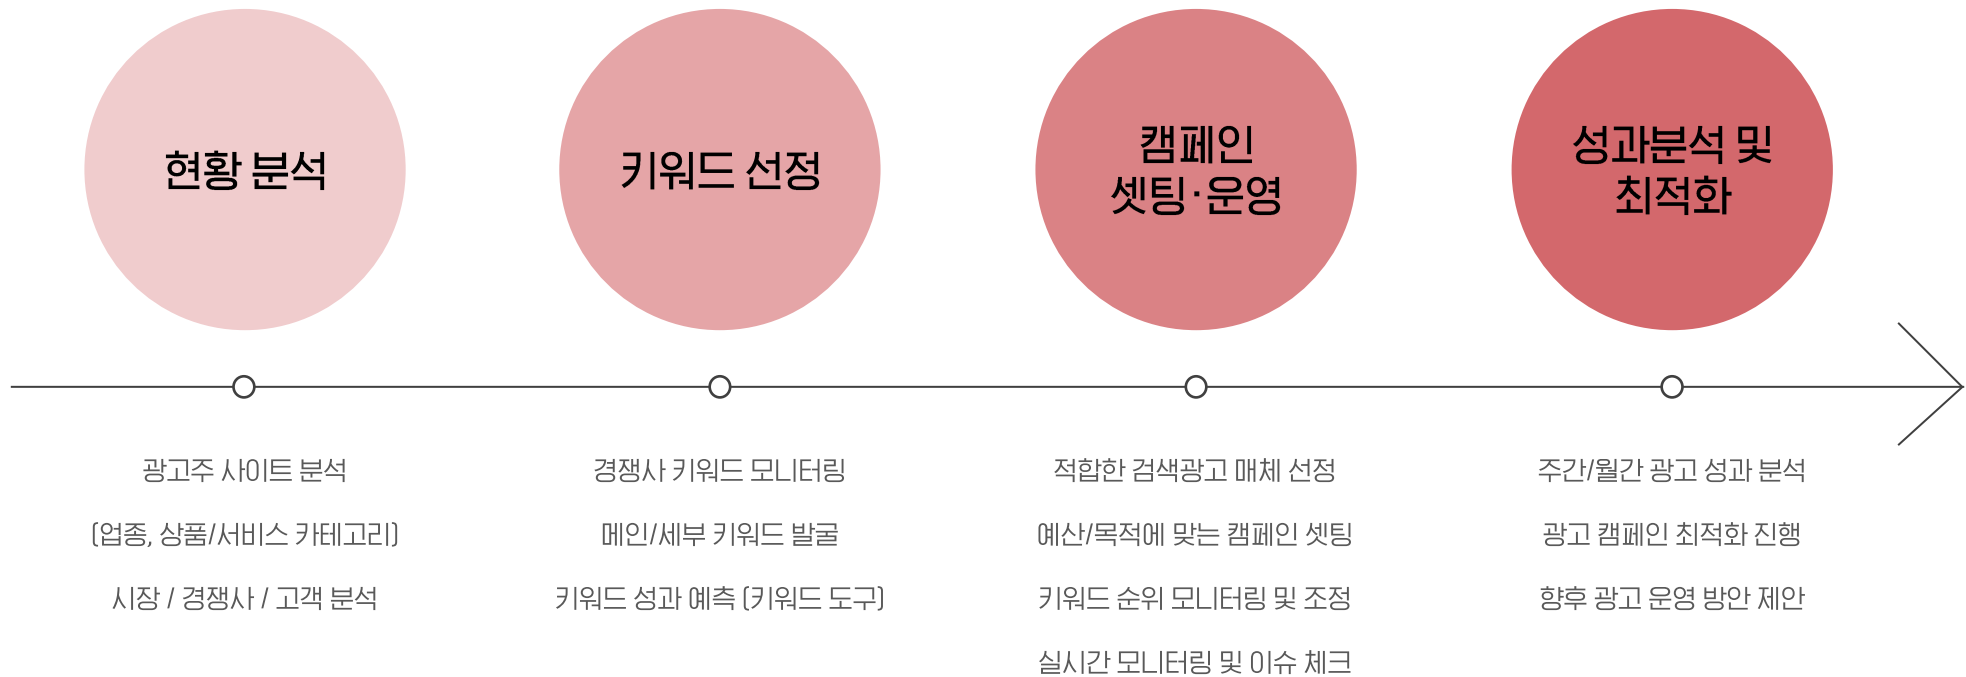 현황 분석
키워드 선정
캠페인
셋팅·운영
성과분석 및
최적화
광고주 사이트 분석
(업종, 상품/서비스 카테고리)
시장 / 경쟁사 / 고객 분석
경쟁사 키워드 모니터링
메인/세부 키워드 발굴
키워드 성과 예측 (키워드 도구)
적합한 검색광고 매체 선정
예산/목적에 맞는 캠페인 셋팅
키워드 순위 모니터링 및 조정
실시간 모니터링 및 이슈 체크
주간/월간 광고 성과 분석
광고 캠페인 최적화 진행
향후 광고 운영 방안 제안